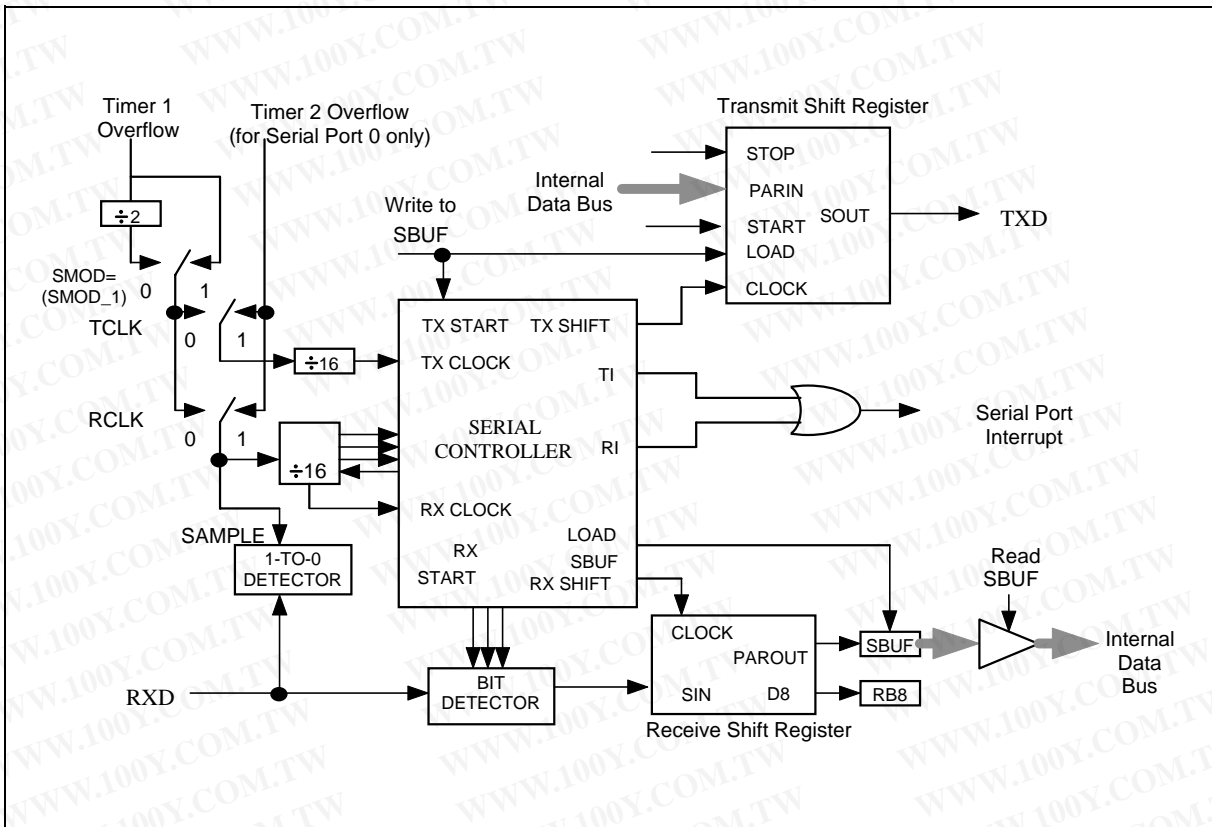 Timer 1
Overflow
Timer 2 Overflow
(for Serial Port 0 only)
÷2
SMOD=
(SMOD_1)
0
1
TCLK
0
1
÷16
RCLK
0
1
÷16
SAMPLE
1-TO-0
DETECTOR
RXD
Write to
SBUF
Internal
Data Bus
Transmit Shift Register
STOP
PARIN
START
SOUT
LOAD
CLOCK
TXD
TX START
TX SHIFT
TX CLOCK
TI
SERIAL
CONTROLLER
RI
RX CLOCK
LOAD
SBUF
RX
START
RX SHIFT
Serial Port
Interrupt
BIT
DETECTOR
CLOCK
PAROUT
SIN
D8
Receive Shift Register
SBUF
RB8
Read
SBUF
Internal
Data
Bus
WWW.100Y.COM.TW